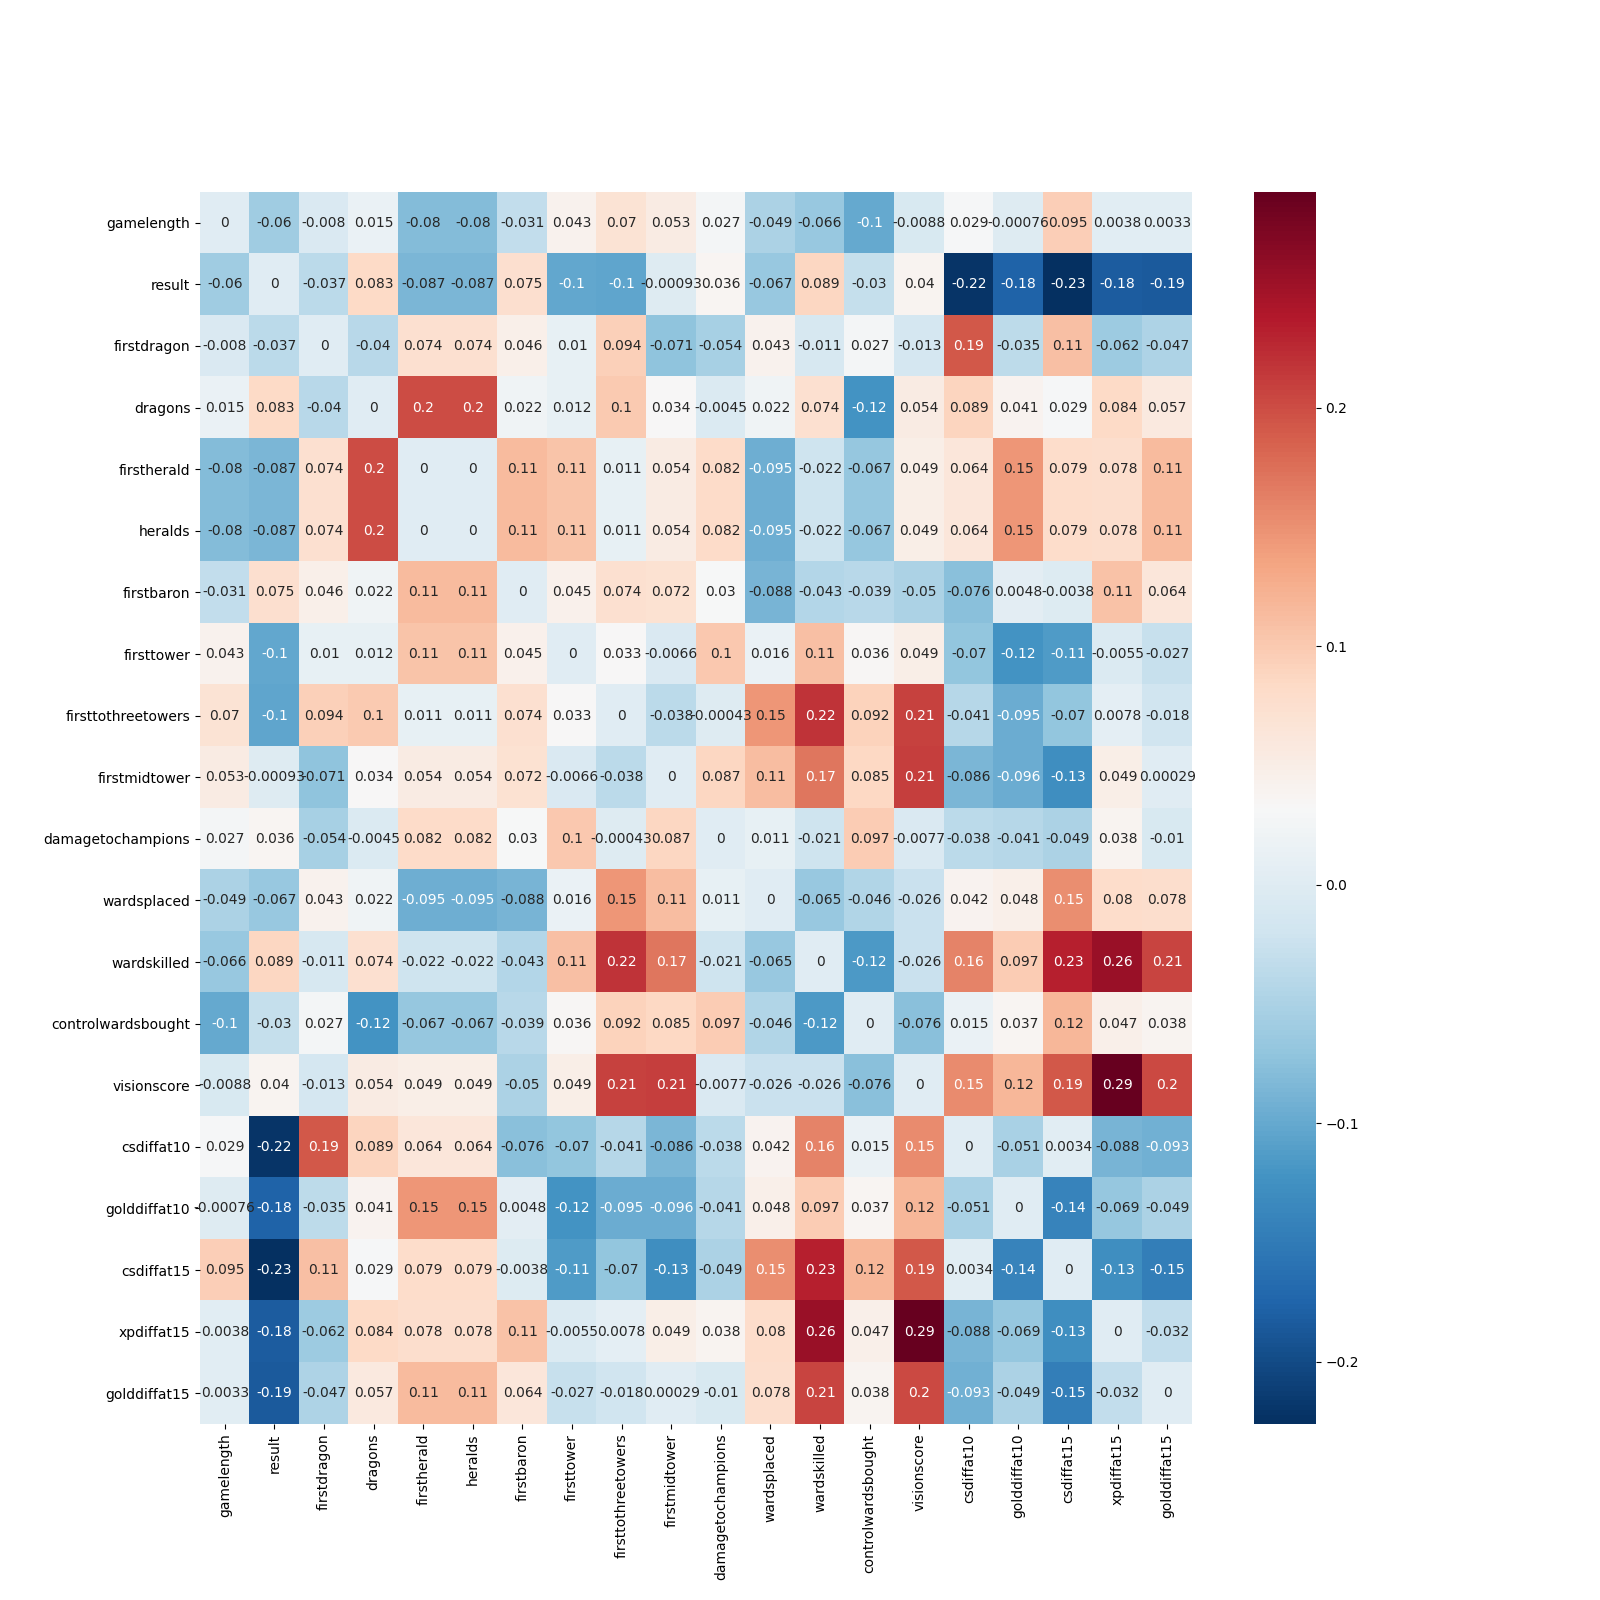 gamelength 0 -0.06 -0.008 0.015 -0.08 -0.08 -0.031 0.043 0.07 0.053 0.027 -0.049 -0.066 -0.1 -0.0088 0.029 -0.00076 0.095 0.0038 0.0033
result -0.06 0 -0.037 0.083 -0.087 -0.087 0.075 -0.1 -0.1 -0.00093 0.036 -0.067 0.089 -0.03 0.04 -0.22 -0.18 -0.23 -0.18 -0.19
firstdragon -0.008 -0.037 0 -0.04 0.074 0.074 0.046 0.01 0.094 -0.071 -0.054 0.043 -0.011 0.027 -0.013 0.19 -0.035 0.11 -0.062 -0.047
dragons 0.015 0.083 -0.04 0 0.2 0.2 0.022 0.012 0.1 0.034 -0.0045 0.022 0.074 -0.12 0.054 0.089 0.041 0.029 0.084 0.057
0.2
firstherald -0.08 -0.087 0.074 0.2 0 0 0.11 0.11 0.011 0.054 0.082 -0.095 -0.022 -0.067 0.049 0.064 0.15 0.079 0.078 0.11
heralds -0.08 -0.087 0.074 0.2 0 0 0.11 0.11 0.011 0.054 0.082 -0.095 -0.022 -0.067 0.049 0.064 0.15 0.079 0.078 0.11
firstbaron -0.031 0.075 0.046 0.022 0.11 0.11 0 0.045 0.074 0.072 0.03 -0.088 -0.043 -0.039 -0.05 -0.076 0.0048 -0.0038 0.11 0.064
firsttower 0.043 -0.1 0.01 0.012 0.11 0.11 0.045 0 0.033 -0.0066 0.1 0.016 0.11 0.036 0.049 -0.07 -0.12 -0.11 -0.0055 -0.027
0.1
firsttothreetowers 0.07 -0.1 0.094 0.1 0.011 0.011 0.074 0.033 0 -0.038 -0.00043 0.15 0.22 0.092 0.21 -0.041 -0.095 -0.07 0.0078 -0.018
firstmidtower 0.053 -0.00093 -0.071 0.034 0.054 0.054 0.072 -0.0066 -0.038 0 0.087 0.11 0.17 0.085 0.21 -0.086 -0.096 -0.13 0.049 0.00029
damagetochampions 0.027 0.036 -0.054 -0.0045 0.082 0.082 0.03 0.1 -0.00043 0.087 0 0.011 -0.021 0.097 -0.0077 -0.038 -0.041 -0.049 0.038 -0.01
0.0
wardsplaced -0.049 -0.067 0.043 0.022 -0.095 -0.095 -0.088 0.016 0.15 0.11 0.011 0 -0.065 -0.046 -0.026 0.042 0.048 0.15 0.08 0.078
wardskilled -0.066 0.089 -0.011 0.074 -0.022 -0.022 -0.043 0.11 0.22 0.17 -0.021 -0.065 0 -0.12 -0.026 0.16 0.097 0.23 0.26 0.21
controlwardsbought -0.1 -0.03 0.027 -0.12 -0.067 -0.067 -0.039 0.036 0.092 0.085 0.097 -0.046 -0.12 0 -0.076 0.015 0.037 0.12 0.047 0.038
visionscore -0.0088 0.04 -0.013 0.054 0.049 0.049 -0.05 0.049 0.21 0.21 -0.0077 -0.026 -0.026 -0.076 0 0.15 0.12 0.19 0.29 0.2
−0.1
csdiffat10 0.029 -0.22 0.19 0.089 0.064 0.064 -0.076 -0.07 -0.041 -0.086 -0.038 0.042 0.16 0.015 0.15 0 -0.051 0.0034 -0.088 -0.093
golddiffat10 -0.00076 -0.18 -0.035 0.041 0.15 0.15 0.0048 -0.12 -0.095 -0.096 -0.041 0.048 0.097 0.037 0.12 -0.051 0 -0.14 -0.069 -0.049
csdiffat15 0.095 -0.23 0.11 0.029 0.079 0.079 -0.0038 -0.11 -0.07 -0.13 -0.049 0.15 0.23 0.12 0.19 0.0034 -0.14 0 -0.13 -0.15
xpdiffat15 0.0038 -0.18 -0.062 0.084 0.078 0.078 0.11 -0.0055 0.0078 0.049 0.038 0.08 0.26 0.047 0.29 -0.088 -0.069 -0.13 0 -0.032
−0.2
golddiffat15 0.0033 -0.19 -0.047 0.057 0.11 0.11 0.064 -0.027 -0.018 0.00029 -0.01 0.078 0.21 0.038 0.2 -0.093 -0.049 -0.15 -0.032 0
gamelength
result
firstdragon
dragons
firstherald
heralds
firstbaron
firsttower
firsttothreetowers
firstmidtower
damagetochampions
wardsplaced
wardskilled
controlwardsbought
visionscore
csdiffat10
golddiffat10
csdiffat15
xpdiffat15
golddiffat15